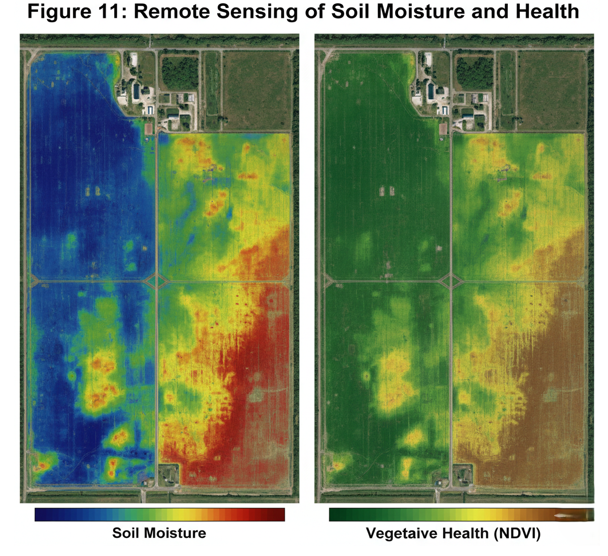 Figure 11: Remote Sensing of Soil Moisture and Health
Soil Moisture
Vegetaive Health (NDVI)